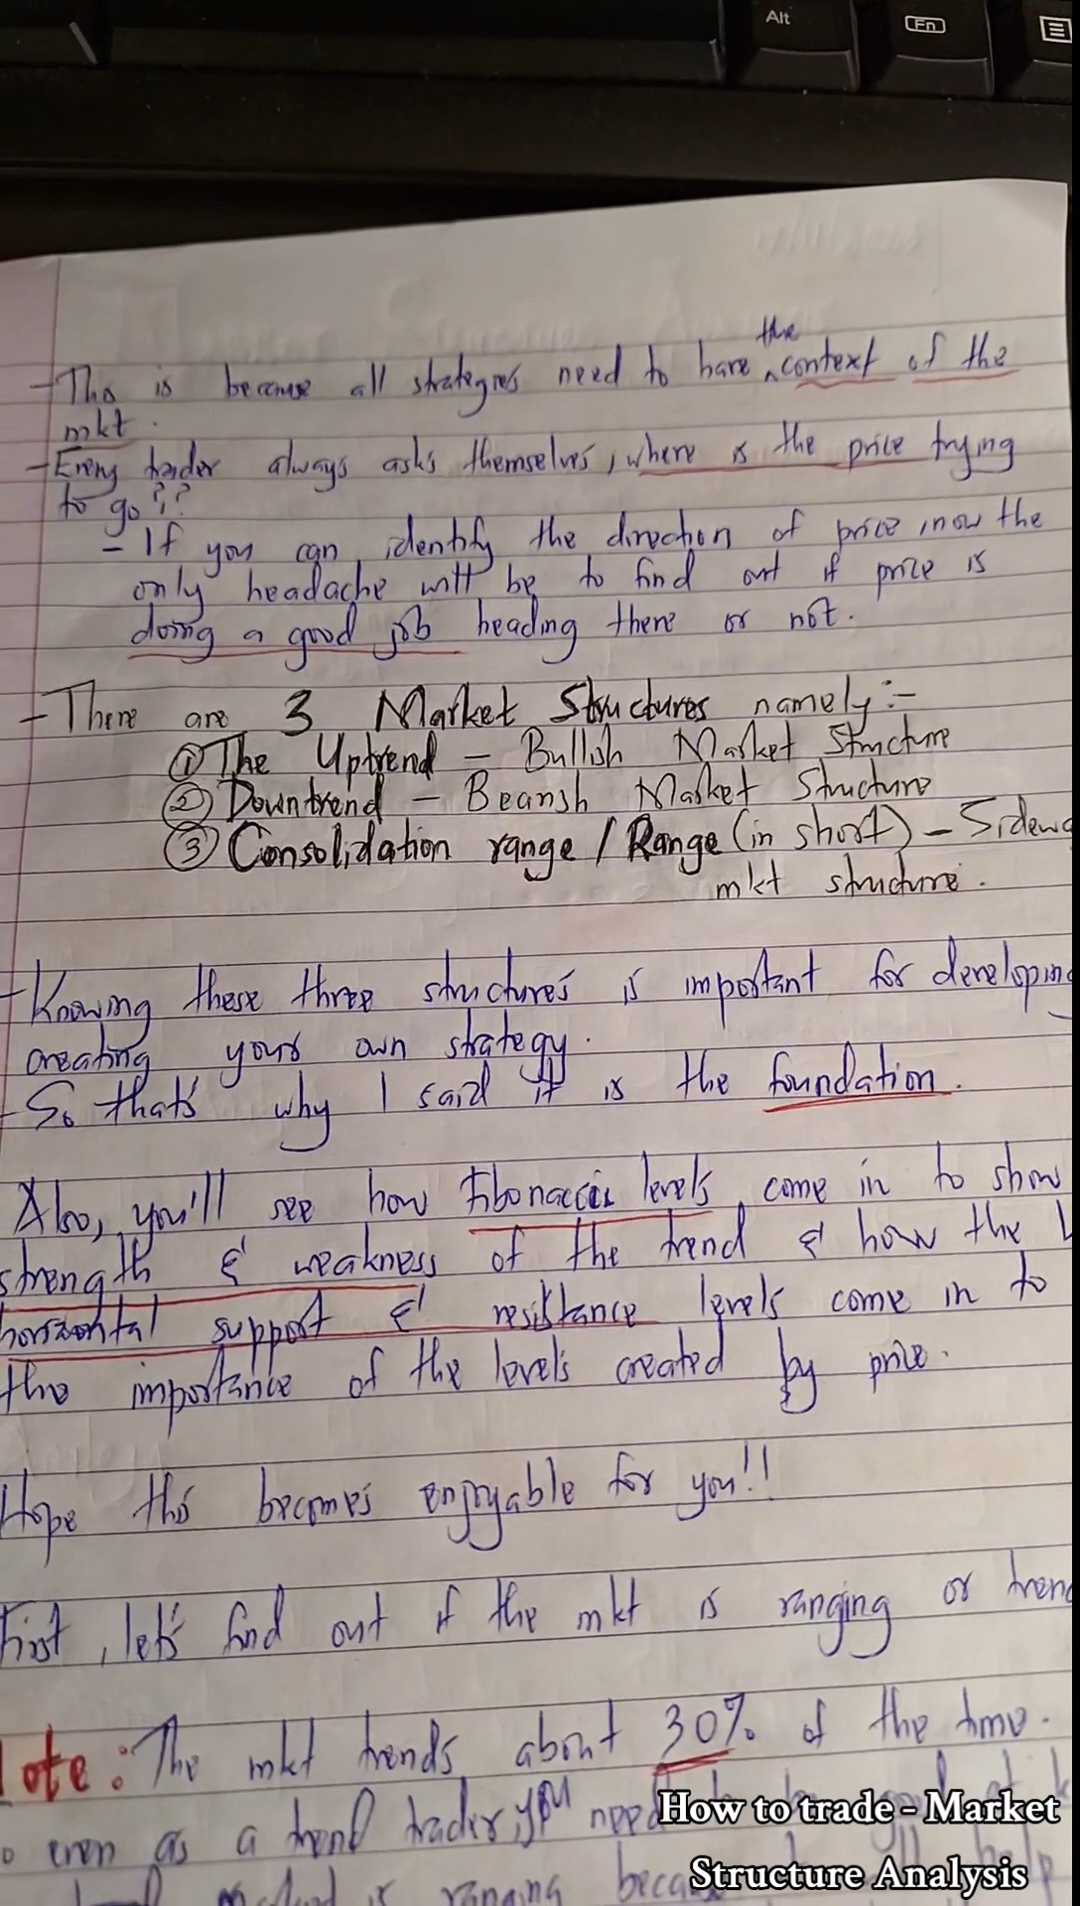 Alt
Fn
the
- This is because all strategies need to have ^ context of the
mkt.
- Every trader always asks themselves, where is the price trying
to go??
- If you can identify the direction of price, now the
only headache will be to find out if price is
doing a good job heading there or not.
- There are 3 Market Structures namely:-
① The Uptrend - Bullish Market Structure
② Downtrend - Bearish Market Structure
③ Consolidation range / Range (in short) - Sidewa
mkt structure.
- Knowing these three structures is important for developing
creating your own strategy.
- So that's why I said it is the foundation.
Also, you'll see how Fibonacci levels come in to show
strength & weakness of the trend & how the
horizontal support & resistance levels come in to
the importance of the levels created by price.
Hope this becomes enjoyable for you!!
First, let's find out if the mkt is ranging or trend
ote: The mkt trends about 30% of the time.
o even as a trend trader, you need
is ranging because
How to trade - Market
Structure Analysis